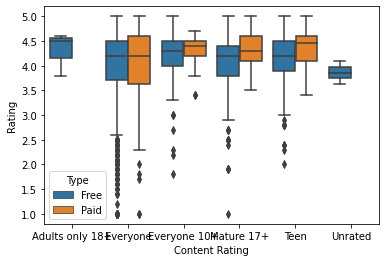 5.0
4.5
4.0
3.5
3.0
2.5
2.0
1.5
1.0
Rating
Type
Free
Paid
Adults only 18+ Everyone Everyone 10+ Mature 17+ Teen Unrated
Content Rating